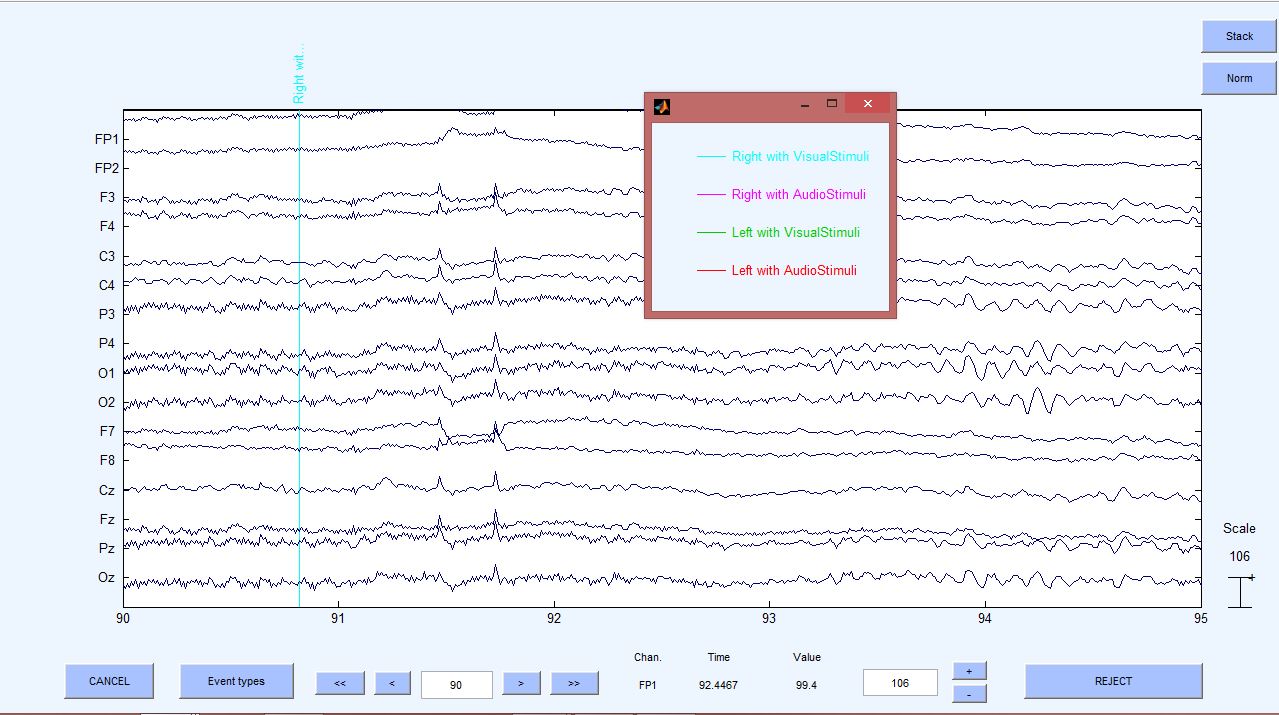 Stack
Norm
Right wit...
Right with VisualStimuli
Right with AudioStimuli
Left with VisualStimuli
Left with AudioStimuli
FP1
FP2
F3
F4
C3
C4
P3
P4
O1
O2
F7
F8
Cz
Fz
Pz
Oz
Scale
106
+
90 91 92 93 94 95
Chan. Time Value
CANCEL Event types << < 90 > >> FP1 92.4467 99.4 106 + - REJECT